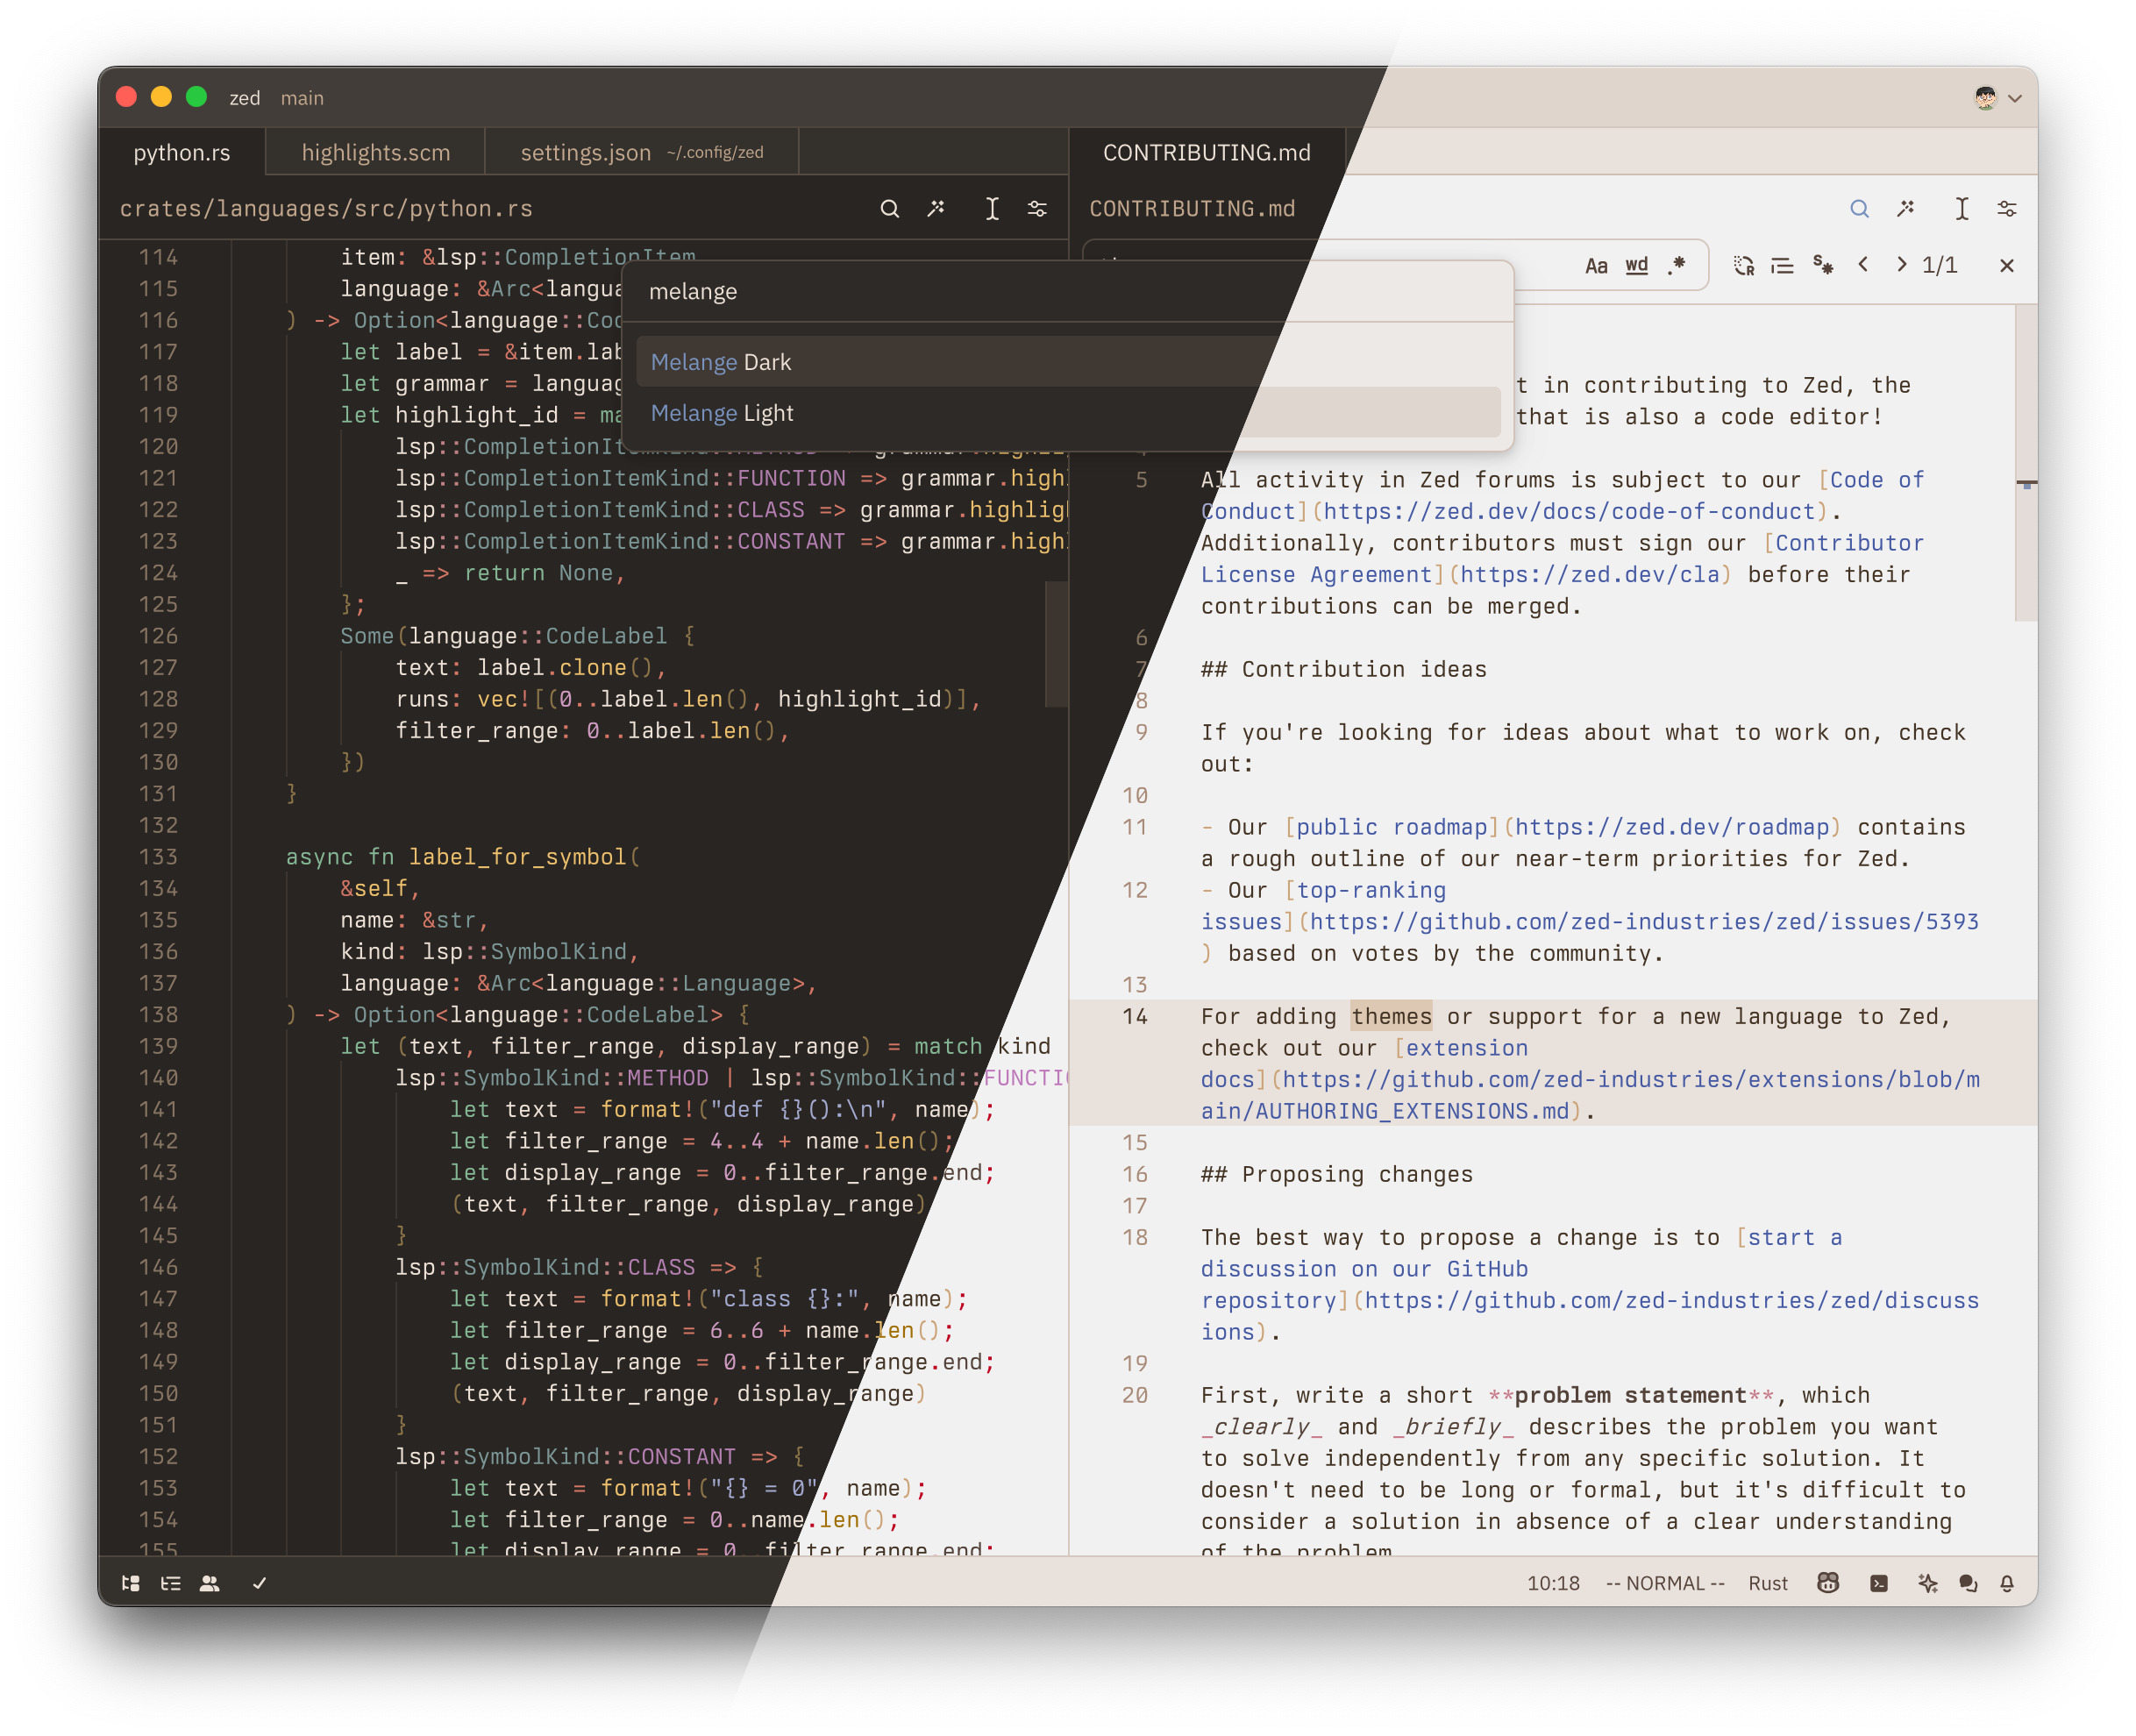 zed main
python.rs highlights.scm settings.json ~/.config/zed
crates/languages/src/python.rs
114 item: &lsp::CompletionItem
115 language: &Arc<langua
116 ) -> Option<language::Cod
117 let label = &item.lab
118 let grammar = languag
119 let highlight_id = ma
120 lsp::CompletionIt
121 lsp::CompletionItemKind::FUNCTION => grammar.highl
122 lsp::CompletionItemKind::CLASS => grammar.highligh
123 lsp::CompletionItemKind::CONSTANT => grammar.highl
124 _ => return None,
125 };
126 Some(language::CodeLabel {
127 text: label.clone(),
128 runs: vec![(0..label.len(), highlight_id)],
129 filter_range: 0..label.len(),
130 })
131 }
132
133 async fn label_for_symbol(
134 &self,
135 name: &str,
136 kind: lsp::SymbolKind,
137 language: &Arc<language::Language>,
138 ) -> Option<language::CodeLabel> {
139 let (text, filter_range, display_range) = match kind
140 lsp::SymbolKind::METHOD | lsp::SymbolKind::FUNCTI
141 let text = format!("def {}():\n", name);
142 let filter_range = 4..4 + name.len();
143 let display_range = 0..filter_range.end;
144 (text, filter_range, display_range)
145 }
146 lsp::SymbolKind::CLASS => {
147 let text = format!("class {}:", name);
148 let filter_range = 6..6 + name.len();
149 let display_range = 0..filter_range.end;
150 (text, filter_range, display_range)
151 }
152 lsp::SymbolKind::CONSTANT => {
153 let text = format!("{} = 0", name);
154 let filter_range = 0..name.len();
155 let display_range = 0..filter_range.end;
melange
Melange Dark
Melange Light
CONTRIBUTING.md
CONTRIBUTING.md
Aa wd .* 1/1
t in contributing to Zed, the
that is also a code editor!
5 All activity in Zed forums is subject to our [Code of
Conduct](https://zed.dev/docs/code-of-conduct).
Additionally, contributors must sign our [Contributor
License Agreement](https://zed.dev/cla) before their
contributions can be merged.
6
7 ## Contribution ideas
8
9 If you're looking for ideas about what to work on, check
out:
10
11 - Our [public roadmap](https://zed.dev/roadmap) contains
a rough outline of our near-term priorities for Zed.
12 - Our [top-ranking
issues](https://github.com/zed-industries/zed/issues/5393
) based on votes by the community.
13
14 For adding themes or support for a new language to Zed,
check out our [extension
docs](https://github.com/zed-industries/extensions/blob/m
ain/AUTHORING_EXTENSIONS.md).
15
16 ## Proposing changes
17
18 The best way to propose a change is to [start a
discussion on our GitHub
repository](https://github.com/zed-industries/zed/discuss
ions).
19
20 First, write a short **problem statement**, which
_clearly_ and _briefly_ describes the problem you want
to solve independently from any specific solution. It
doesn't need to be long or formal, but it's difficult to
consider a solution in absence of a clear understanding
of the problem
10:18 -- NORMAL -- Rust